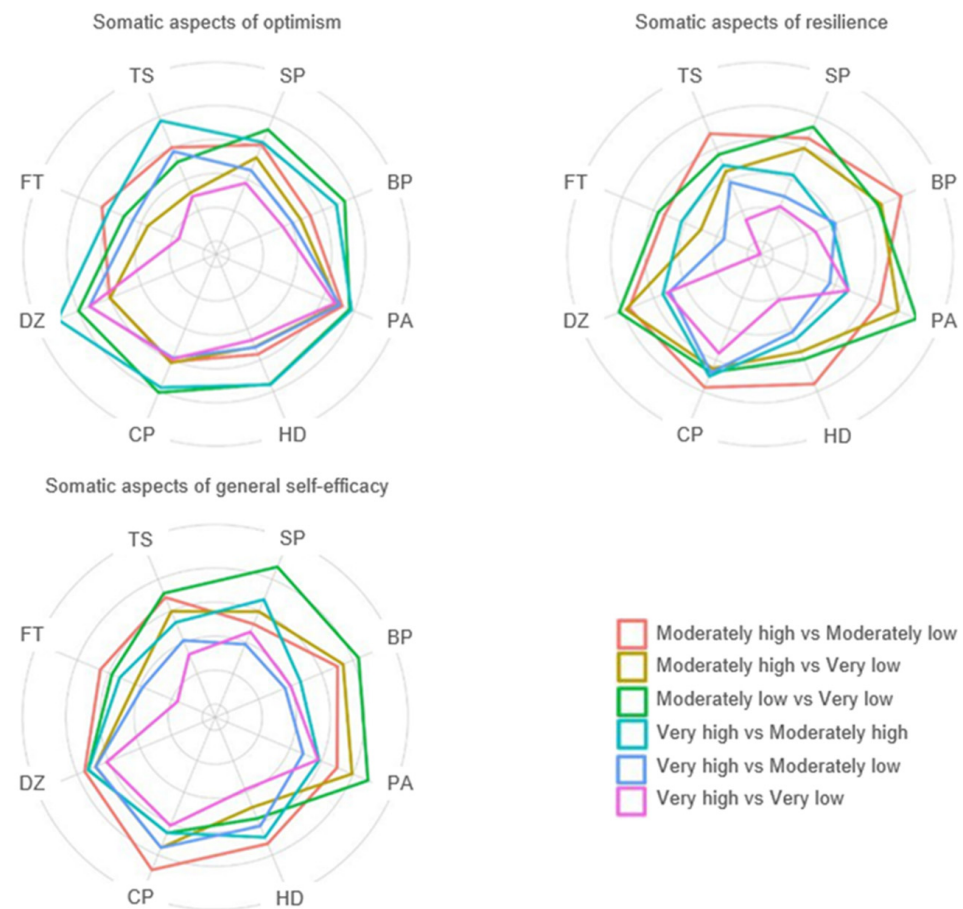 Somatic aspects of optimism
TS
SP
FT
BP
DZ
PA
CP
HD
Somatic aspects of resilience
TS
SP
FT
BP
DZ
PA
CP
HD
Somatic aspects of general self-efficacy
TS
SP
FT
BP
DZ
PA
CP
HD
Moderately high vs Moderately low
Moderately high vs Very low
Moderately low vs Very low
Very high vs Moderately high
Very high vs Moderately low
Very high vs Very low